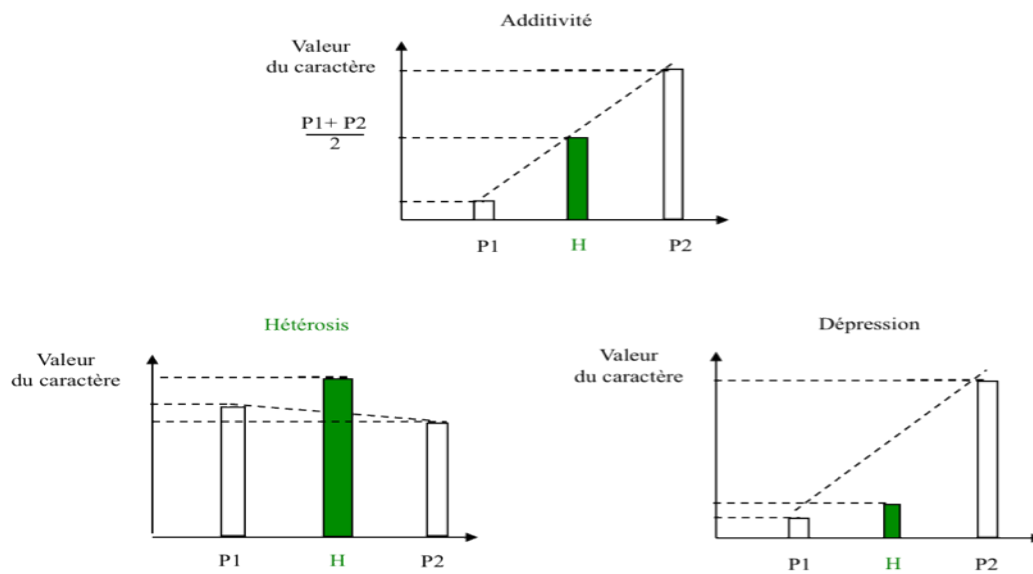 Additivité
Valeur
du caractère
P1+ P2
2
P1
H
P2
Hétérosis
Valeur
du caractère
P1
H
P2
Dépression
Valeur
du caractère
P1
H
P2